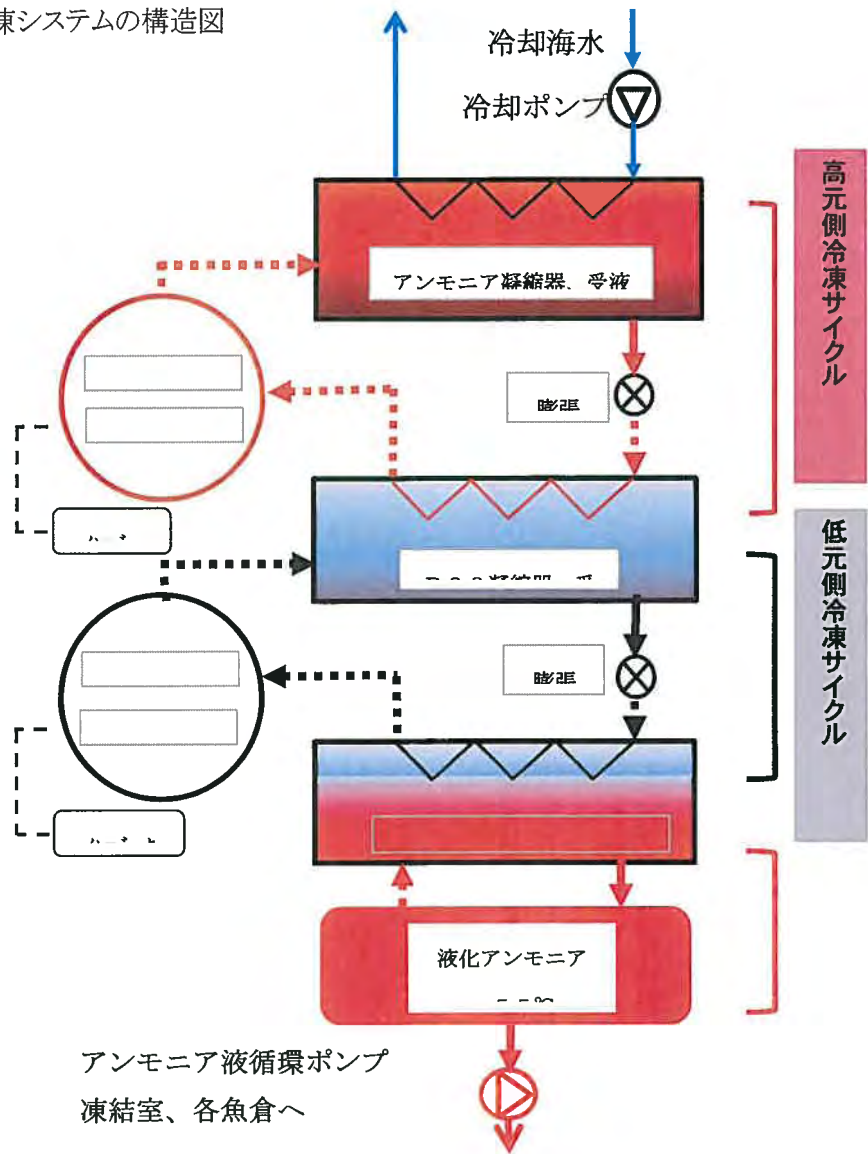 凍システムの構造図
冷却海水
冷却ポンプ
高元側冷凍サイクル
アンモニア凝縮器、受液
膨張
低元側冷凍サイクル
膨張
液化アンモニア
アンモニア液循環ポンプ
凍結室、各魚倉へ